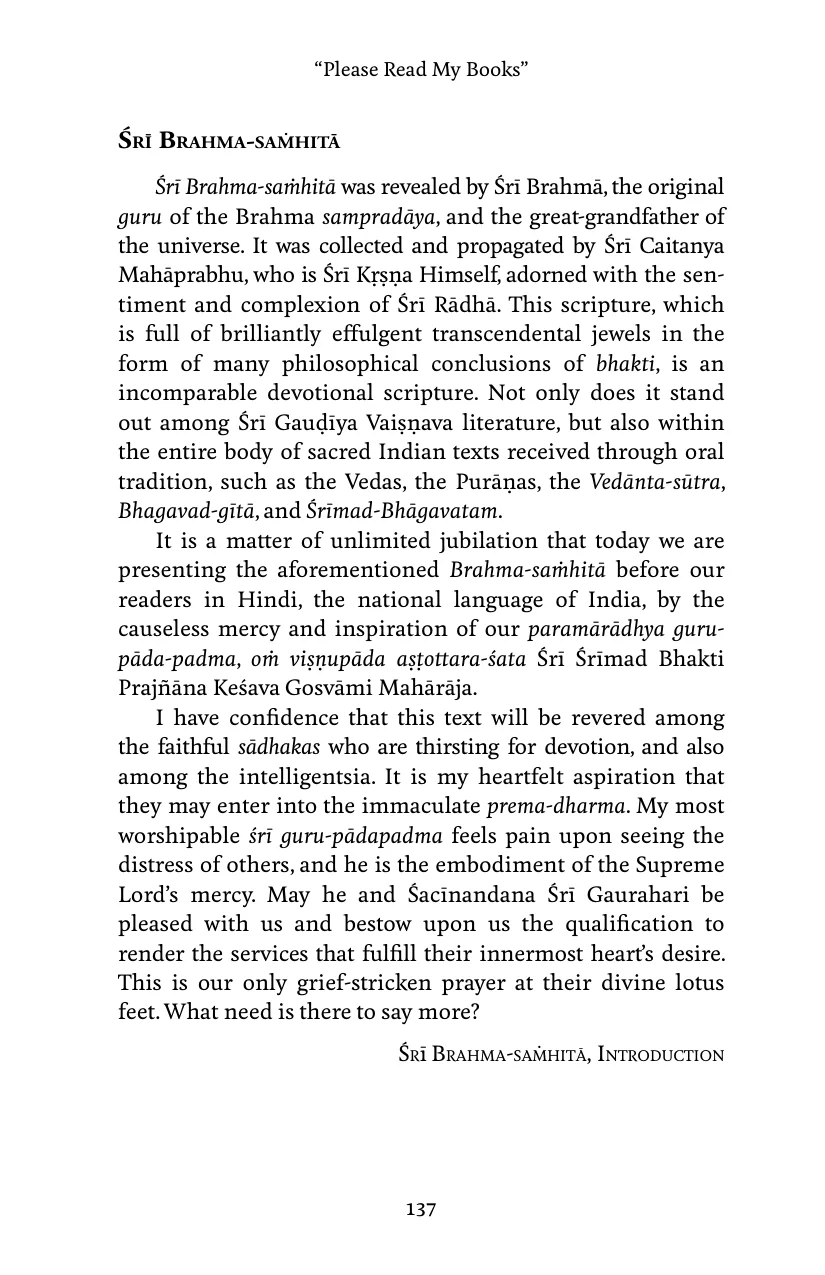 “Please Read My Books”
Śrī Brahma-saṁhitā
Śrī Brahma-saṁhitā was revealed by Śrī Brahmā, the original
guru of the Brahma sampradāya, and the great-grandfather of
the universe. It was collected and propagated by Śrī Caitanya
Mahāprabhu, who is Śrī Kṛṣṇa Himself, adorned with the sen-
timent and complexion of Śrī Rādhā. This scripture, which
is full of brilliantly effulgent transcendental jewels in the
form of many philosophical conclusions of bhakti, is an
incomparable devotional scripture. Not only does it stand
out among Śrī Gauḍīya Vaiṣṇava literature, but also within
the entire body of sacred Indian texts received through oral
tradition, such as the Vedas, the Purāṇas, the Vedānta-sūtra,
Bhagavad-gītā, and Śrīmad-Bhāgavatam.
It is a matter of unlimited jubilation that today we are
presenting the aforementioned Brahma-saṁhitā before our
readers in Hindi, the national language of India, by the
causeless mercy and inspiration of our paramārādhya guru-
pāda-padma, oṁ viṣṇupāda aṣṭottara-śata Śrī Śrīmad Bhakti
Prajñāna Keśava Gosvāmi Mahārāja.
I have confidence that this text will be revered among
the faithful sādhakas who are thirsting for devotion, and also
among the intelligentsia. It is my heartfelt aspiration that
they may enter into the immaculate prema-dharma. My most
worshipable śrī guru-pādapadma feels pain upon seeing the
distress of others, and he is the embodiment of the Supreme
Lord’s mercy. May he and Śacīnandana Śrī Gaurahari be
pleased with us and bestow upon us the qualification to
render the services that fulfill their innermost heart’s desire.
This is our only grief-stricken prayer at their divine lotus
feet. What need is there to say more?
Śrī Brahma-saṁhitā, Introduction
137